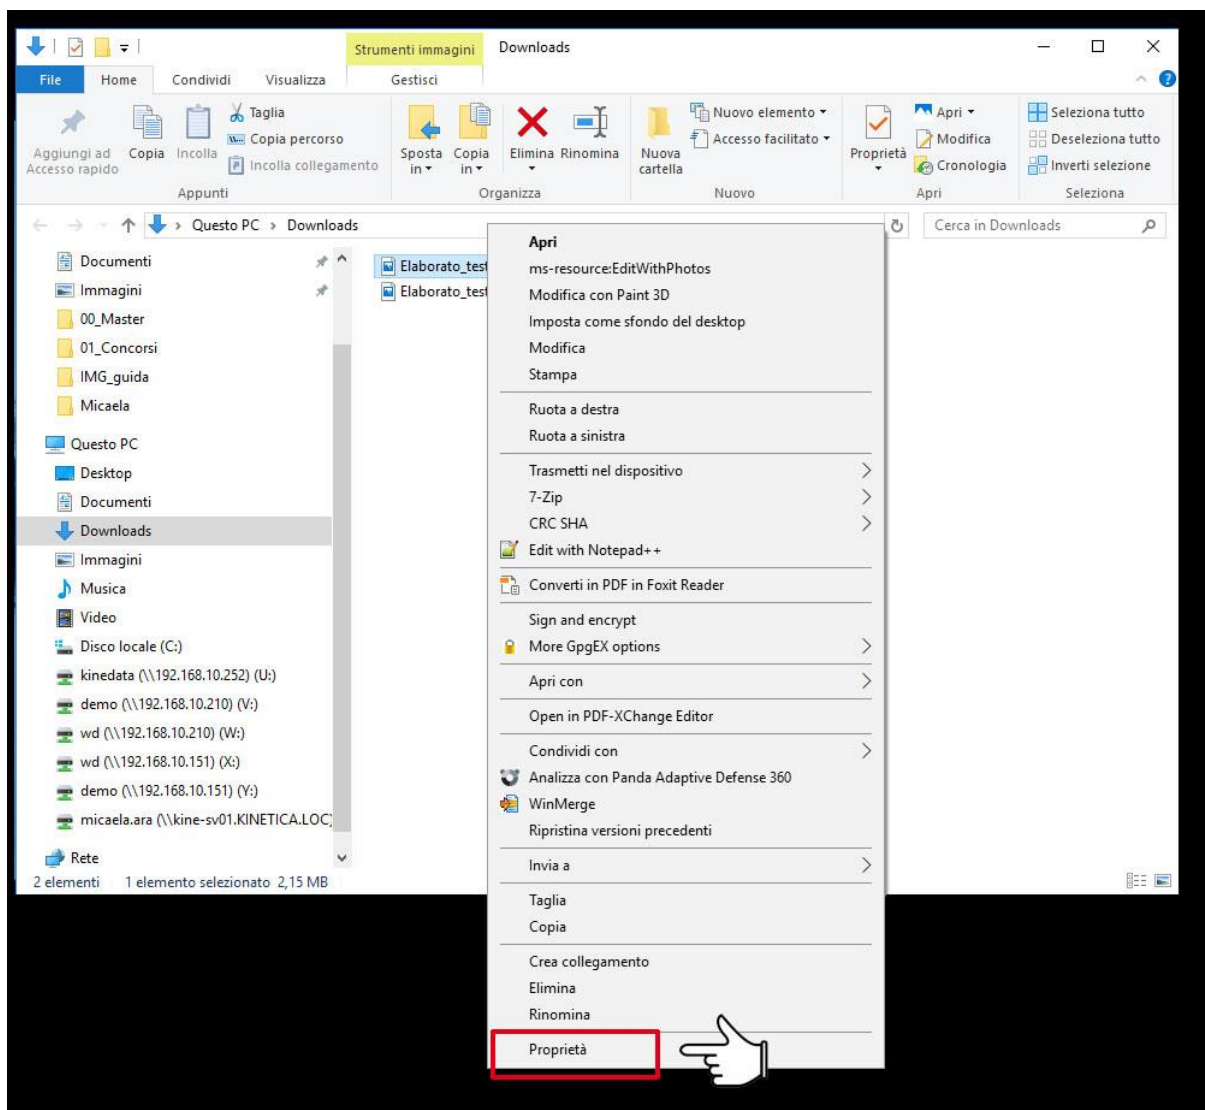 Strumenti immagini
Downloads
File
Home
Condividi
Visualizza
Gestisci
Aggiungi ad
Accesso rapido
Copia
Incolla
Taglia
Copia percorso
Incolla collegamento
Appunti
Sposta
in
Copia
in
Elimina
Rinomina
Organizza
Nuova
cartella
Nuovo elemento
Accesso facilitato
Nuovo
Proprietà
Apri
Modifica
Cronologia
Apri
Seleziona tutto
Deseleziona tutto
Inverti selezione
Seleziona
Questo PC > Downloads
Cerca in Downloads
Documenti
Immagini
00_Master
01_Concorsi
IMG_guida
Micaela
Questo PC
Desktop
Documenti
Downloads
Immagini
Musica
Video
Disco locale (C:)
kinedata (\\192.168.10.252) (U:)
demo (\\192.168.10.210) (V:)
wd (\\192.168.10.210) (W:)
wd (\\192.168.10.151) (X:)
demo (\\192.168.10.151) (Y:)
micaela.ara (\\kine-sv01.KINETICA.LOC)
Rete
2 elementi
1 elemento selezionato 2,15 MB
Elaborato_test
Elaborato_test
Apri
ms-resource:EditWithPhotos
Modifica con Paint 3D
Imposta come sfondo del desktop
Modifica
Stampa
Ruota a destra
Ruota a sinistra
Trasmetti nel dispositivo
7-Zip
CRC SHA
Edit with Notepad++
Converti in PDF in Foxit Reader
Sign and encrypt
More GpgEX options
Apri con
Open in PDF-XChange Editor
Condividi con
Analizza con Panda Adaptive Defense 360
WinMerge
Ripristina versioni precedenti
Invia a
Taglia
Copia
Crea collegamento
Elimina
Rinomina
Proprietà